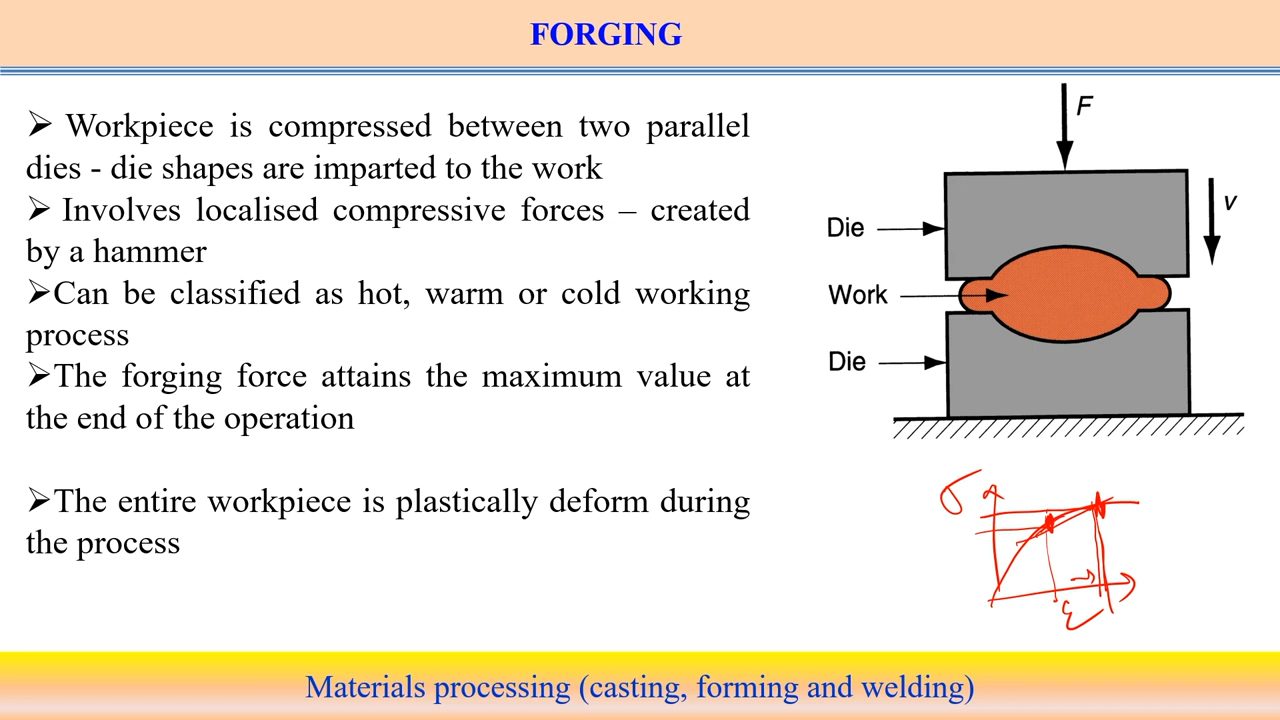 FORGING
➢ Workpiece is compressed between two parallel
dies - die shapes are imparted to the work
➢ Involves localised compressive forces – created
by a hammer
➢Can be classified as hot, warm or cold working
process
➢The forging force attains the maximum value at
the end of the operation
➢The entire workpiece is plastically deform during
the process
F
v
Die
Work
Die
σ
ε
Materials processing (casting, forming and welding)